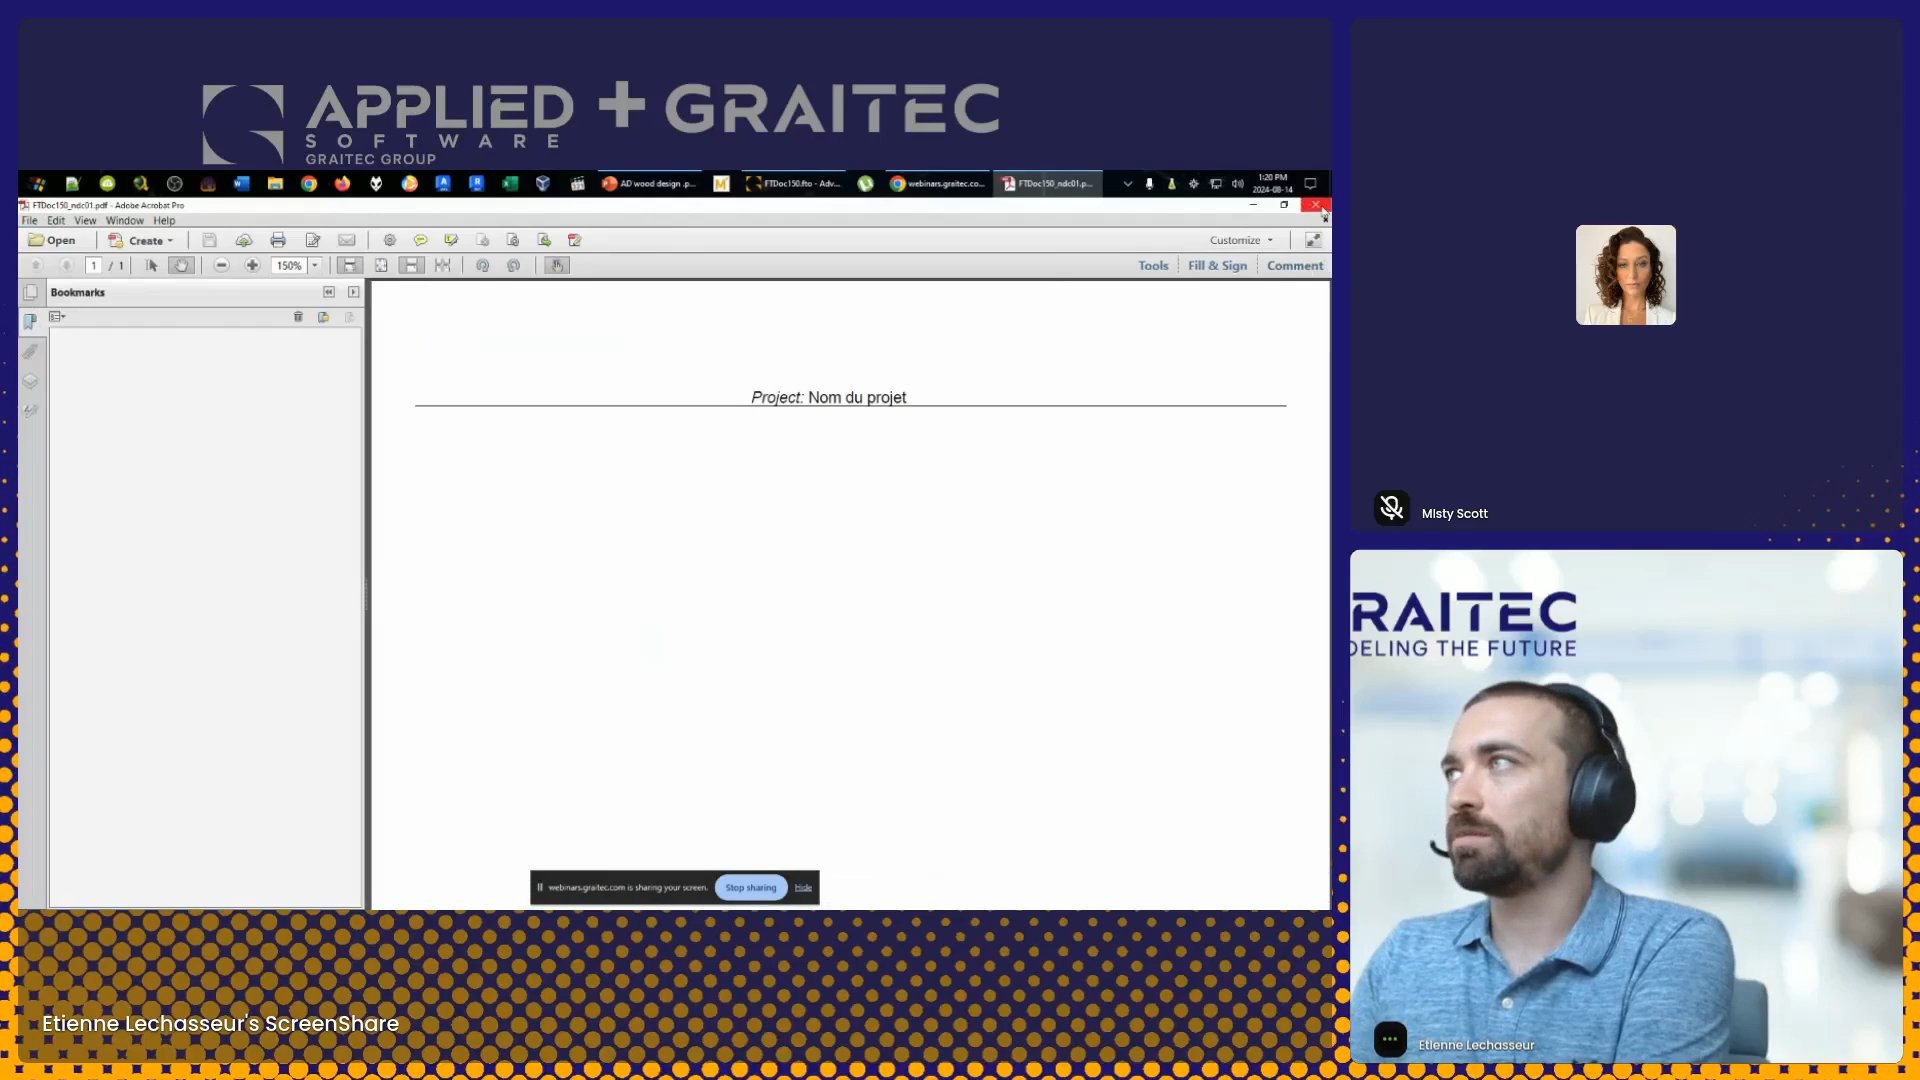 APPLIED + GRAITEC
SOFTWARE
GRAITEC GROUP
AD wood design .p...
FTDoc150.fto - Adv...
webinars.graitec.co...
FTDoc150_ndc01.p...
1:20 PM
2024-08-14
FTDoc150_ndc01.pdf - Adobe Acrobat Pro
File Edit View Window Help
Open Create Customize
1 / 1 150% Tools Fill & Sign Comment
Bookmarks
Project: Nom du projet
webinars.graitec.com is sharing your screen. Stop sharing Hide
Etienne Lechasseur's ScreenShare
Misty Scott
RAITEC
DELING THE FUTURE
Etienne Lechasseur